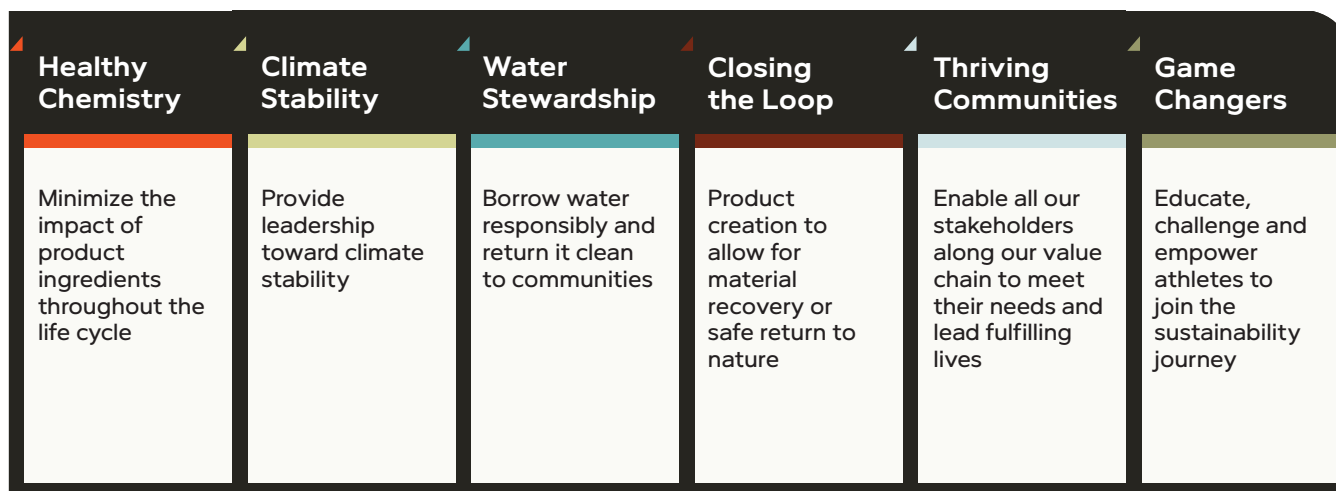 Healthy
Chemistry
Minimize the
impact of
product
ingredients
throughout the
life cycle
Climate
Stability
Provide
leadership
toward climate
stability
Water
Stewardship
Borrow water
responsibly and
return it clean
to communities
Closing
the Loop
Product
creation to
allow for
material
recovery or
safe return to
nature
Thriving
Communities
Enable all our
stakeholders
along our value
chain to meet
their needs and
lead fulfilling
lives
Game
Changers
Educate,
challenge and
empower
athletes to
join the
sustainability
journey